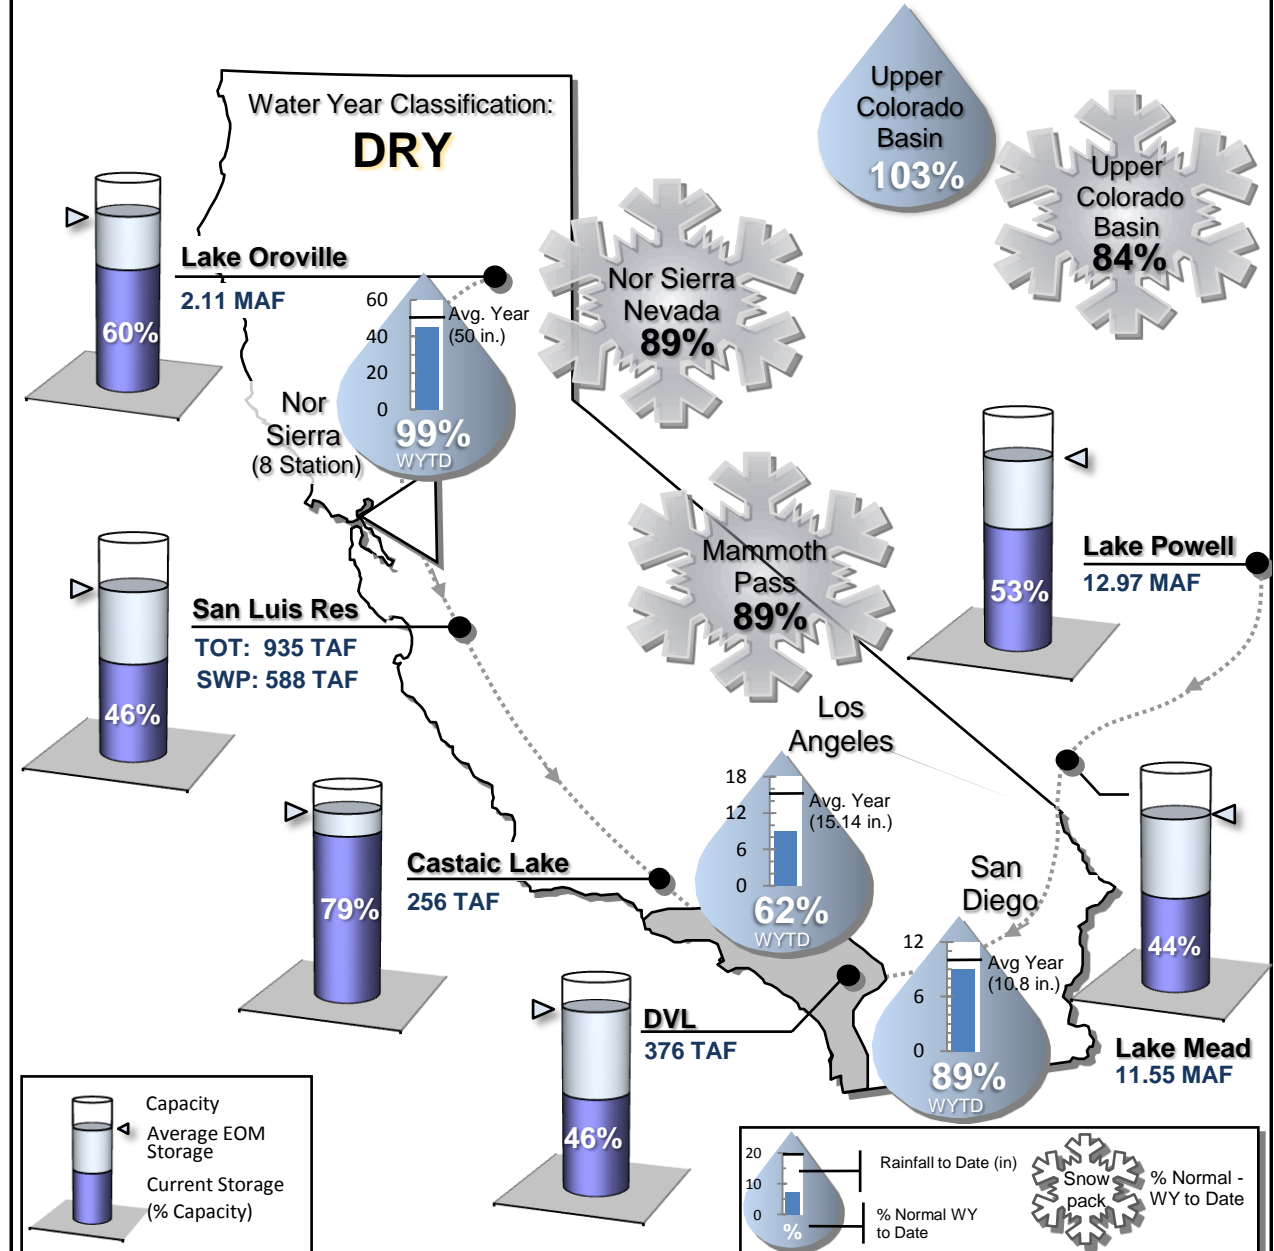 Water Year Classification:
DRY
Upper
Colorado
Basin
103%
Upper
Colorado
Basin
84%
Lake Oroville
2.11 MAF
60%
60
40
20
0
Avg. Year
(50 in.)
99%
WYTD
Nor
Sierra
(8 Station)
Nor Sierra
Nevada
89%
Mammoth
Pass
89%
Lake Powell
12.97 MAF
53%
San Luis Res
TOT: 935 TAF
SWP: 588 TAF
46%
Los
Angeles
18
12
6
0
Avg. Year
(15.14 in.)
62%
WYTD
Castaic Lake
256 TAF
79%
San
Diego
12
6
0
Avg Year
(10.8 in.)
89%
WYTD
44%
Lake Mead
11.55 MAF
DVL
376 TAF
46%
Capacity
Average EOM
Storage
Current Storage
(% Capacity)
20
10
0
%
Rainfall to Date (in)
% Normal WY
to Date
Snow
pack
% Normal -
WY to Date